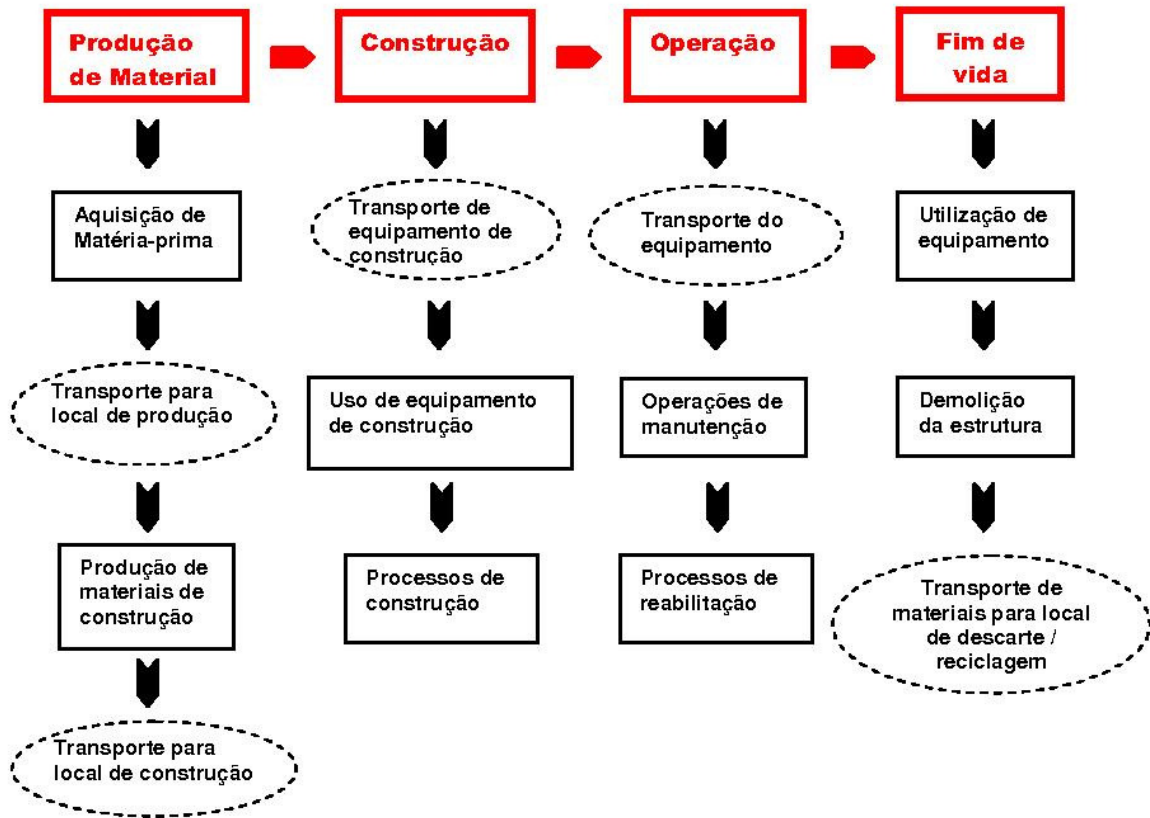 Produção
de Material
Construção
Operação
Fim de
vida
Aquisição de
Matéria-prima
Transporte para
local de produção
Produção de
materiais de
construção
Transporte para
local de construção
Transporte de
equipamento de
construção
Uso de equipamento
de construção
Processos de
construção
Transporte do
equipamento
Operações de
manutenção
Processos de
reabilitação
Utilização de
equipamento
Demolição
da estrutura
Transporte de
materiais para local
de descarte /
reciclagem